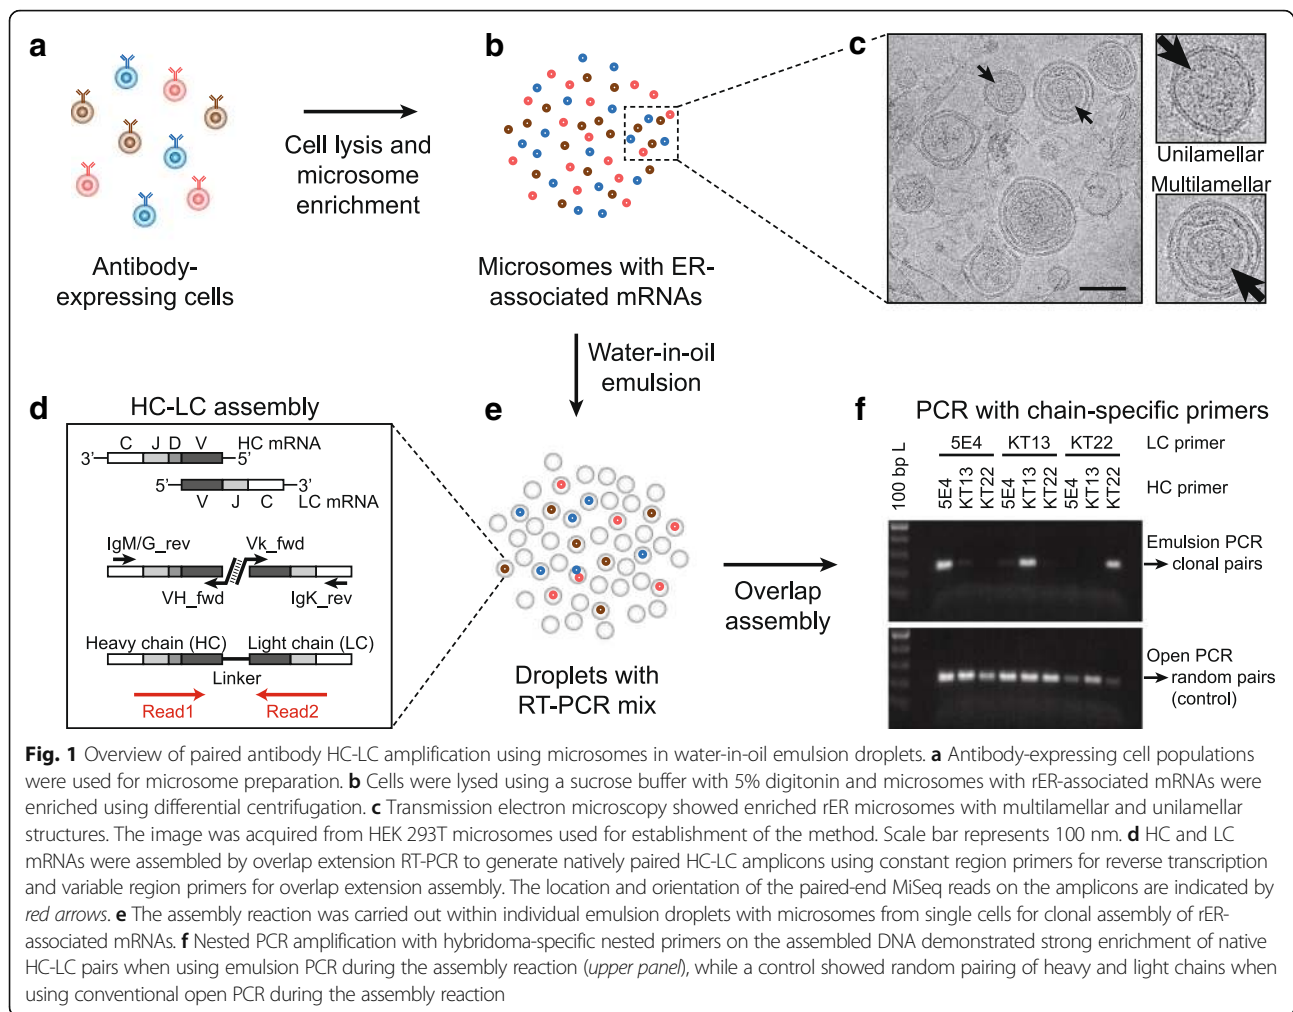 a
Antibody-
expressing cells
Cell lysis and
microsome
enrichment
b
Microsomes with ER-
associated mRNAs
c
Unilamellar
Multilamellar
Water-in-oil
emulsion
d
HC-LC assembly
C J D V
3' 5' HC mRNA
5' 3'
V J C LC mRNA
IgM/G_rev Vk_fwd
VH_fwd IgK_rev
Heavy chain (HC) Light chain (LC)
Linker
Read1 Read2
e
Droplets with
RT-PCR mix
Overlap
assembly
f
PCR with chain-specific primers
100 bp L
5E4 KT13 KT22 LC primer
5E4 KT13 KT22 5E4 KT13 KT22 5E4 KT13 KT22 HC primer
Emulsion PCR
clonal pairs
Open PCR
random pairs
(control)
Fig. 1 Overview of paired antibody HC-LC amplification using microsomes in water-in-oil emulsion droplets. a Antibody-expressing cell populations
were used for microsome preparation. b Cells were lysed using a sucrose buffer with 5% digitonin and microsomes with rER-associated mRNAs were
enriched using differential centrifugation. c Transmission electron microscopy showed enriched rER microsomes with multilamellar and unilamellar
structures. The image was acquired from HEK 293T microsomes used for establishment of the method. Scale bar represents 100 nm. d HC and LC
mRNAs were assembled by overlap extension RT-PCR to generate natively paired HC-LC amplicons using constant region primers for reverse transcription
and variable region primers for overlap extension assembly. The location and orientation of the paired-end MiSeq reads on the amplicons are indicated by
red arrows. e The assembly reaction was carried out within individual emulsion droplets with microsomes from single cells for clonal assembly of rER-
associated mRNAs. f Nested PCR amplification with hybridoma-specific nested primers on the assembled DNA demonstrated strong enrichment of native
HC-LC pairs when using emulsion PCR during the assembly reaction (upper panel), while a control showed random pairing of heavy and light chains when
using conventional open PCR during the assembly reaction